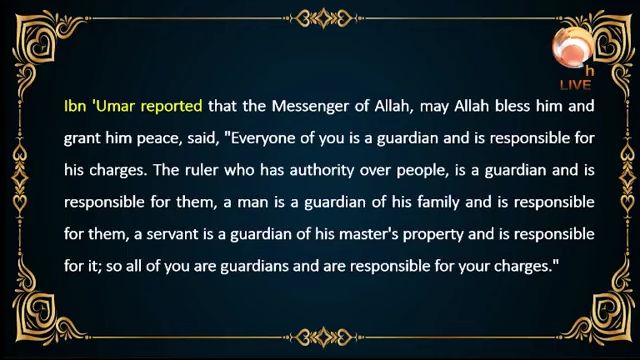 h
LIVE
Ibn 'Umar reported that the Messenger of Allah, may Allah bless him and
grant him peace, said, "Everyone of you is a guardian and is responsible for
his charges. The ruler who has authority over people, is a guardian and is
responsible for them, a man is a guardian of his family and is responsible
for them, a servant is a guardian of his master's property and is responsible
for it; so all of you are guardians and are responsible for your charges."